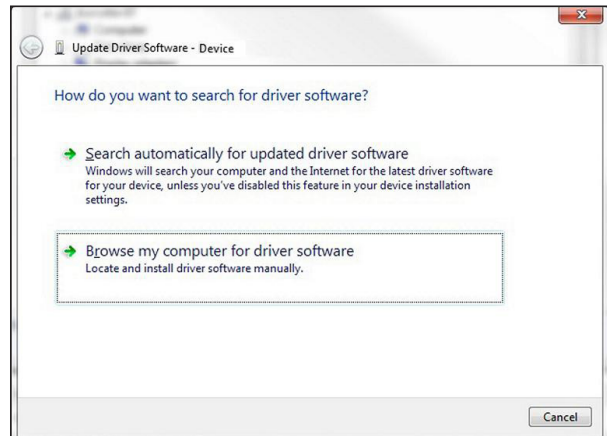 Computer
Update Driver Software - Device
How do you want to search for driver software?
Search automatically for updated driver software
Windows will search your computer and the Internet for the latest driver software
for your device, unless you've disabled this feature in your device installation
settings.
Browse my computer for driver software
Locate and install driver software manually.
Cancel